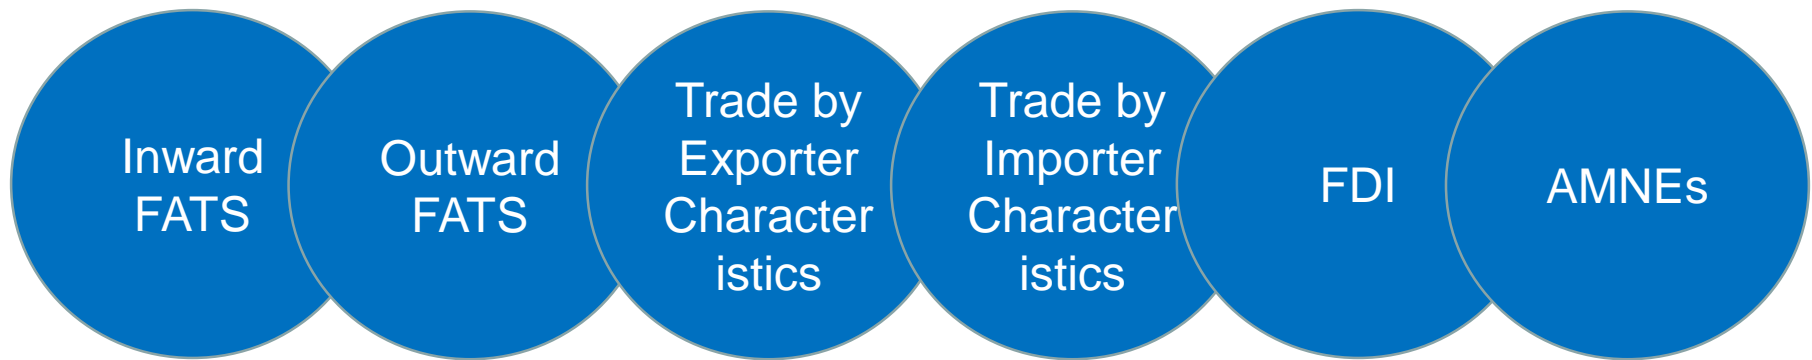 Inward
FATS
Outward
FATS
Trade by
Exporter
Character
istics
Trade by
Importer
Character
istics
FDI
AMNEs